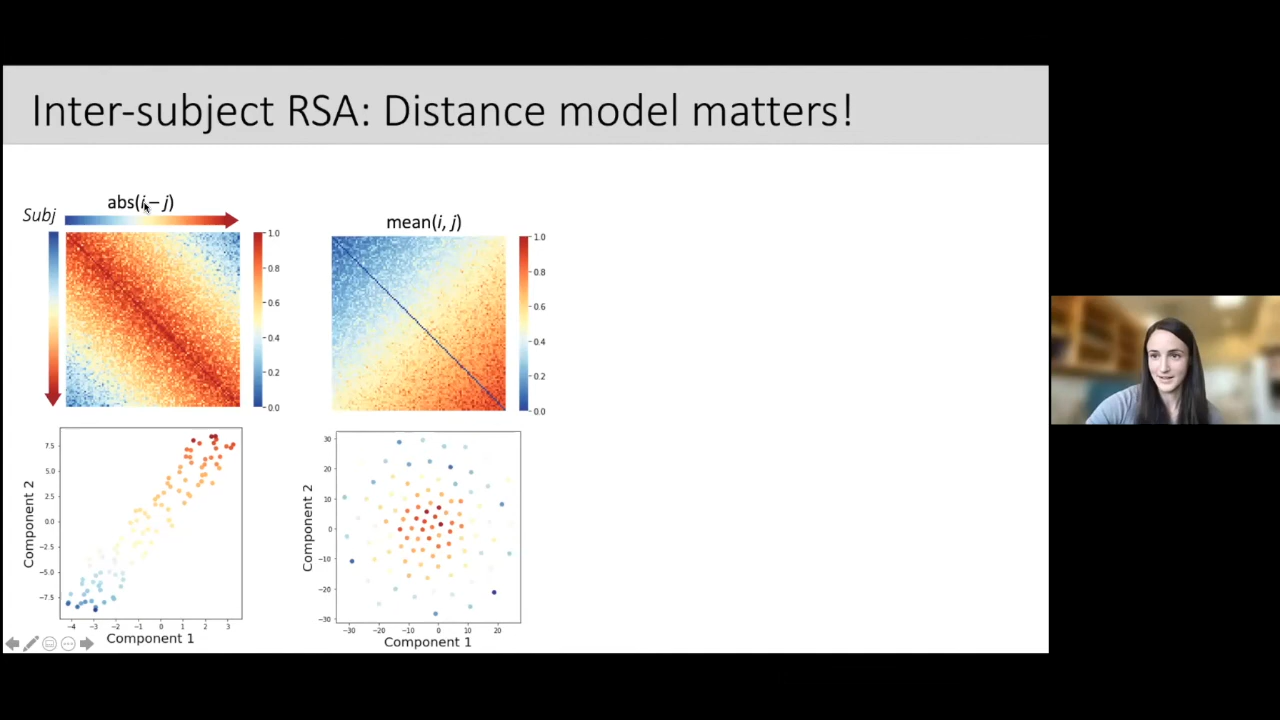 Inter-subject RSA: Distance model matters!
Subj
abs(i – j)
1.0
0.8
0.6
0.4
0.2
0.0
mean(i, j)
1.0
0.8
0.6
0.4
0.2
0.0
Component 2
7.5
5.0
2.5
0.0
−2.5
−5.0
−7.5
−4 −3 −2 −1 0 1 2 3
Component 1
Component 2
30
20
10
0
−10
−20
−30
−30 −20 −10 0 10 20
Component 1